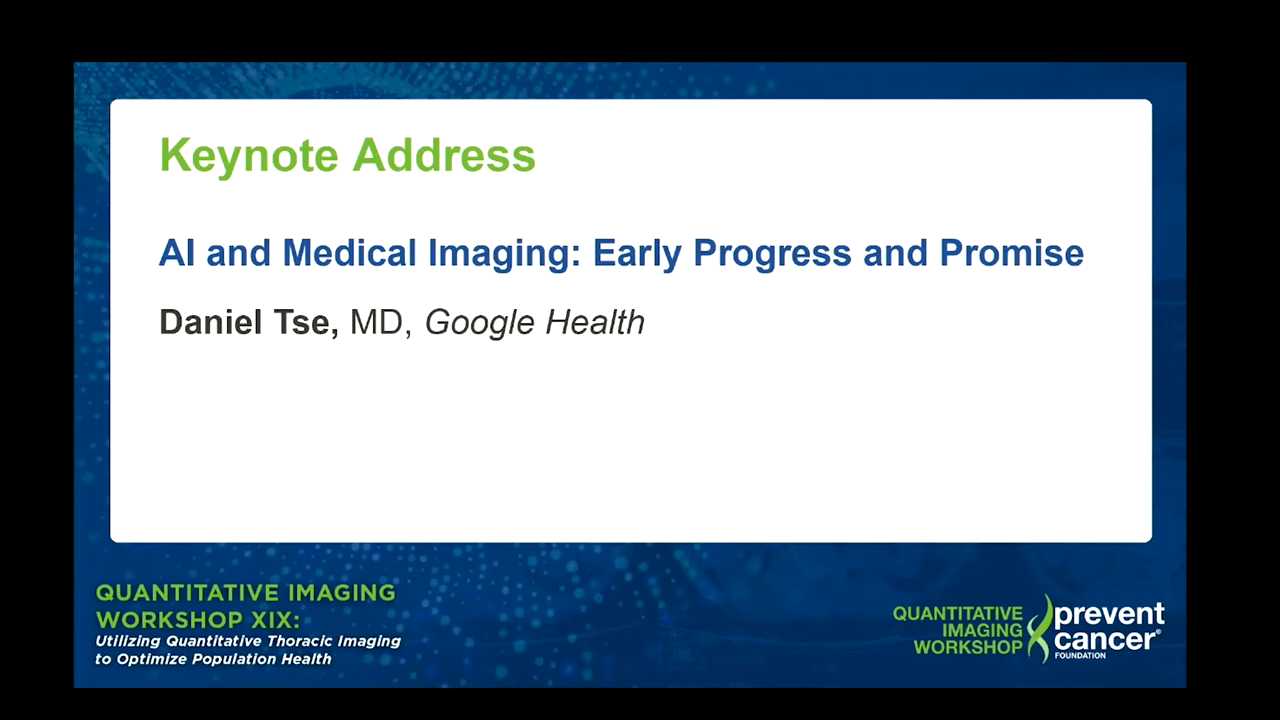 Keynote Address
AI and Medical Imaging: Early Progress and Promise
Daniel Tse, MD, Google Health
QUANTITATIVE IMAGING
WORKSHOP XIX:
Utilizing Quantitative Thoracic Imaging
to Optimize Population Health
QUANTITATIVE
IMAGING
WORKSHOP
prevent
cancer®
FOUNDATION